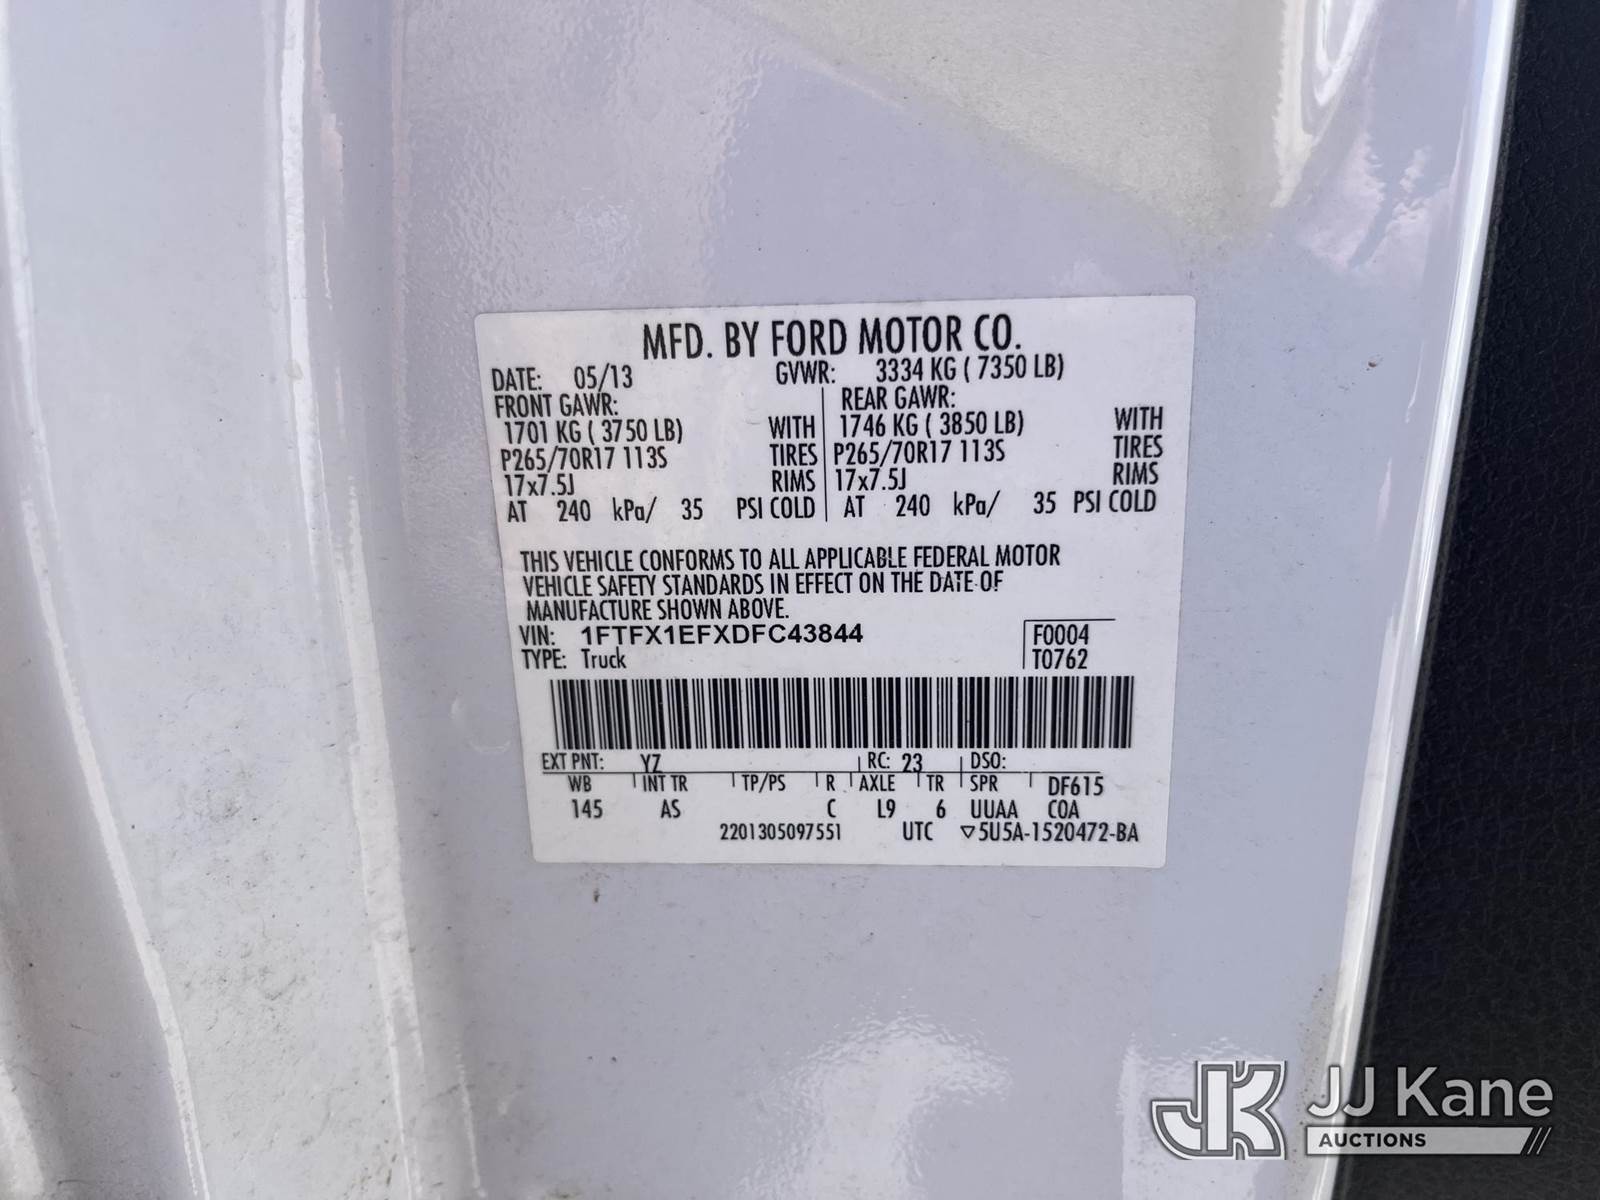 MFD. BY FORD MOTOR CO.
DATE: 05/13 GVWR: 3334 KG ( 7350 LB)
FRONT GAWR: REAR GAWR:
1701 KG ( 3750 LB) WITH 1746 KG ( 3850 LB) WITH
P265/70R17 113S TIRES P265/70R17 113S TIRES
17x7.5J RIMS 17x7.5J RIMS
AT 240 kPa/ 35 PSI COLD AT 240 kPa/ 35 PSI COLD
THIS VEHICLE CONFORMS TO ALL APPLICABLE FEDERAL MOTOR
VEHICLE SAFETY STANDARDS IN EFFECT ON THE DATE OF
MANUFACTURE SHOWN ABOVE.
VIN: 1FTFX1EFXDFC43844 F0004
TYPE: Truck T0762
EXT PNT: YZ RC: 23 DSO:
WB INT TR TP/PS R AXLE TR SPR DF615
145 AS C L9 6 UUAA COA
2201305097551 UTC ▽5U5A-1520472-BA
JK JJ Kane
AUCTIONS